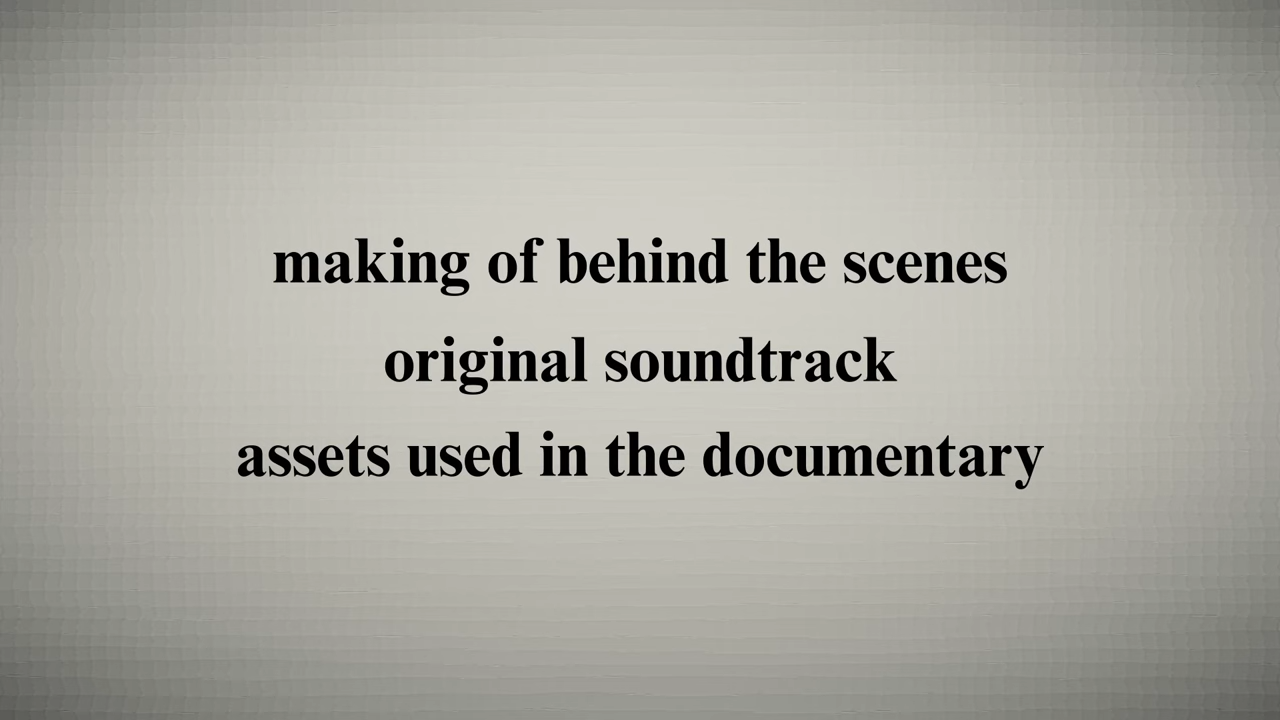 making of behind the scenes
original soundtrack
assets used in the documentary